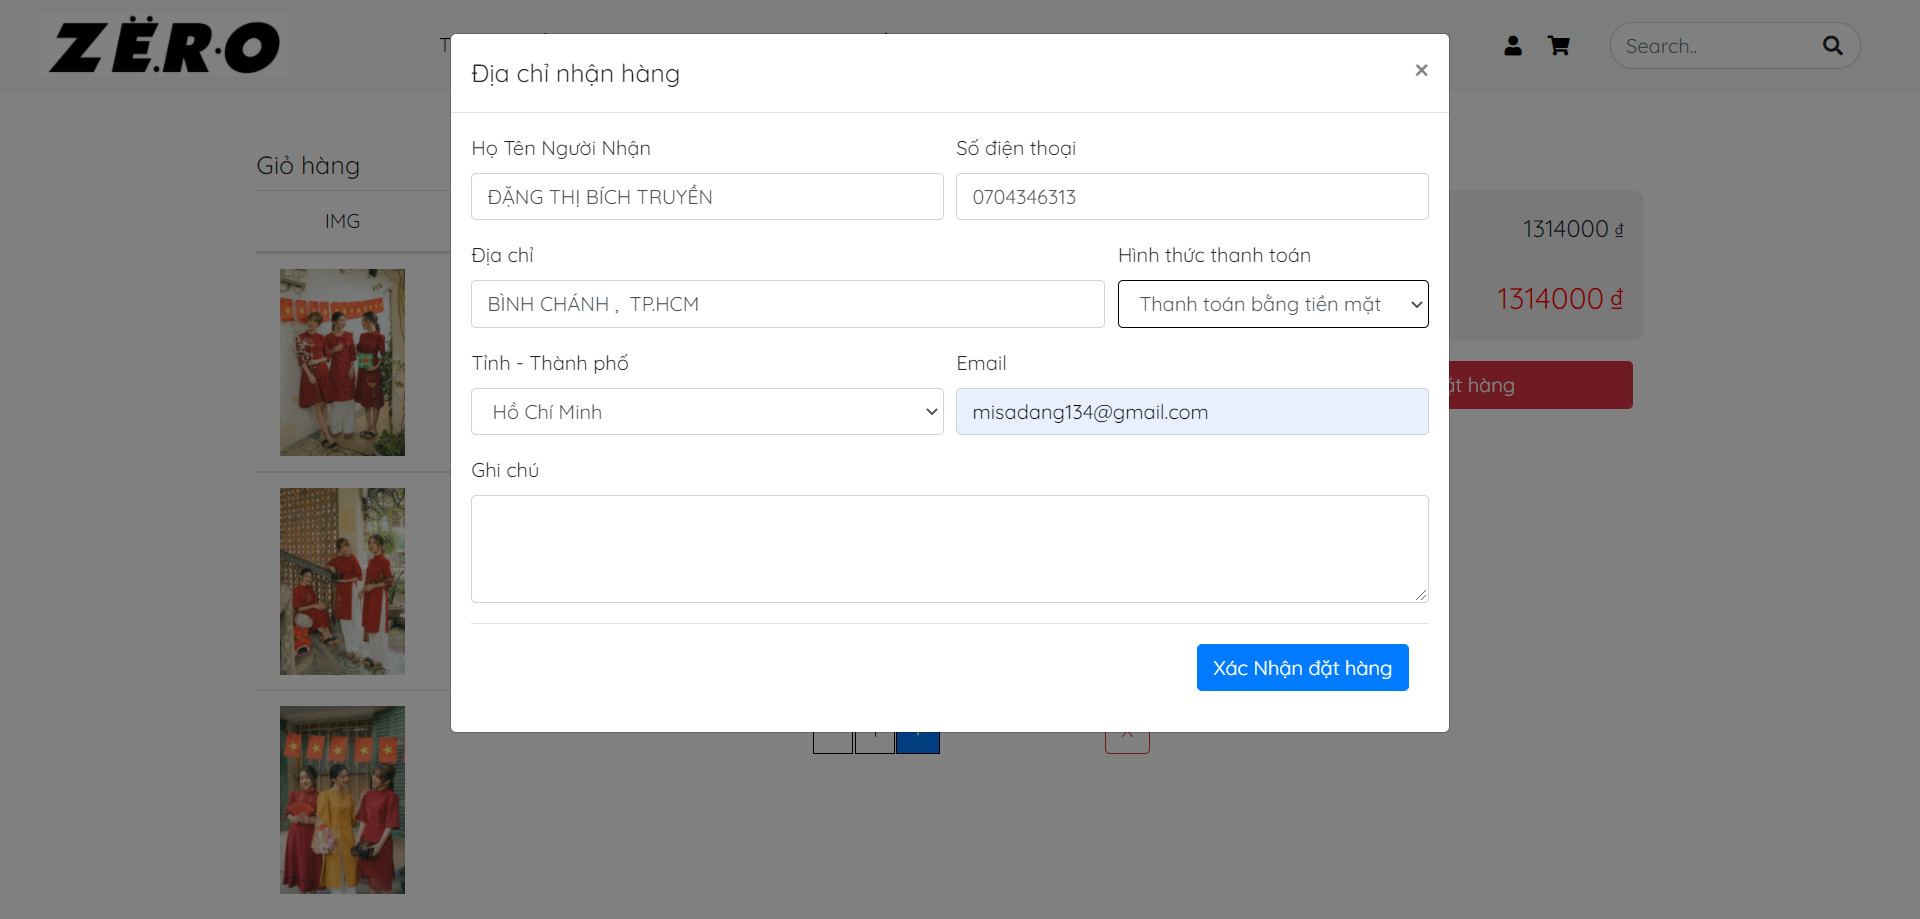 ZËR.O
Search..
Địa chỉ nhận hàng
×
Họ Tên Người Nhận
Số điện thoại
ĐẶNG THỊ BÍCH TRUYỀN
0704346313
Địa chỉ
Hình thức thanh toán
BÌNH CHÁNH , TP.HCM
Thanh toán bằng tiền mặt
Tỉnh - Thành phố
Email
Hồ Chí Minh
misadang134@gmail.com
Ghi chú
Xác Nhận đặt hàng
Giỏ hàng
IMG
1314000 ₫
1314000 ₫
hàng
X